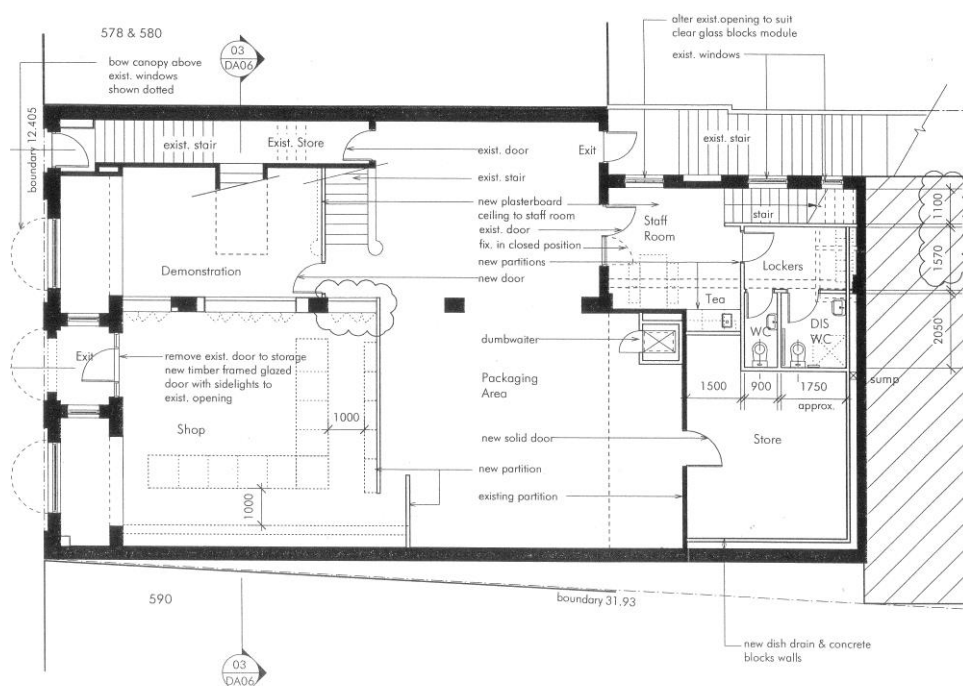 578 & 580
03
DA06
bow canopy above
exist. windows
shown dotted
alter exist.opening to suit
clear glass blocks module
exist. windows
boundary 12.405
exist. stair
Exist. Store
exist. door
Exit
exist. stair
exist. stair
new plasterboard
ceiling to staff room
exist. door
fix. in closed position
new partitions
new door
Staff
Room
stair
1100
1570
2050
Demonstration
Lockers
Tea
WC
DIS
WC
Exit
remove exist. door to storage
new timber framed glazed
door with sidelights to
exist. opening
dumbwaiter
Packaging
Area
1500
900
1750
approx.
sump
Shop
1000
new solid door
Store
new partition
existing partition
1000
590
boundary 31.93
03
DA06
new dish drain & concrete
blocks walls